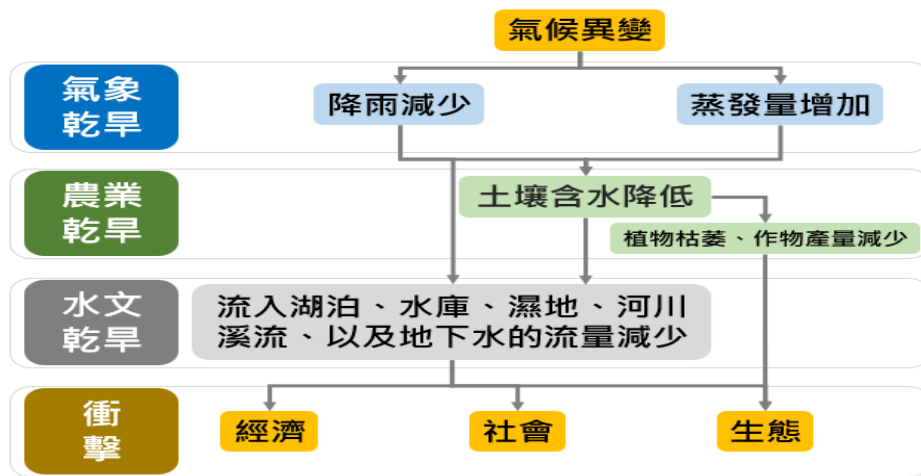 氣候異變
氣象
乾旱
降雨減少
蒸發量增加
農業
乾旱
土壤含水降低
植物枯萎、作物產量減少
水文
乾旱
流入湖泊、水庫、濕地、河川
溪流、以及地下水的流量減少
衝
擊
經濟
社會
生態